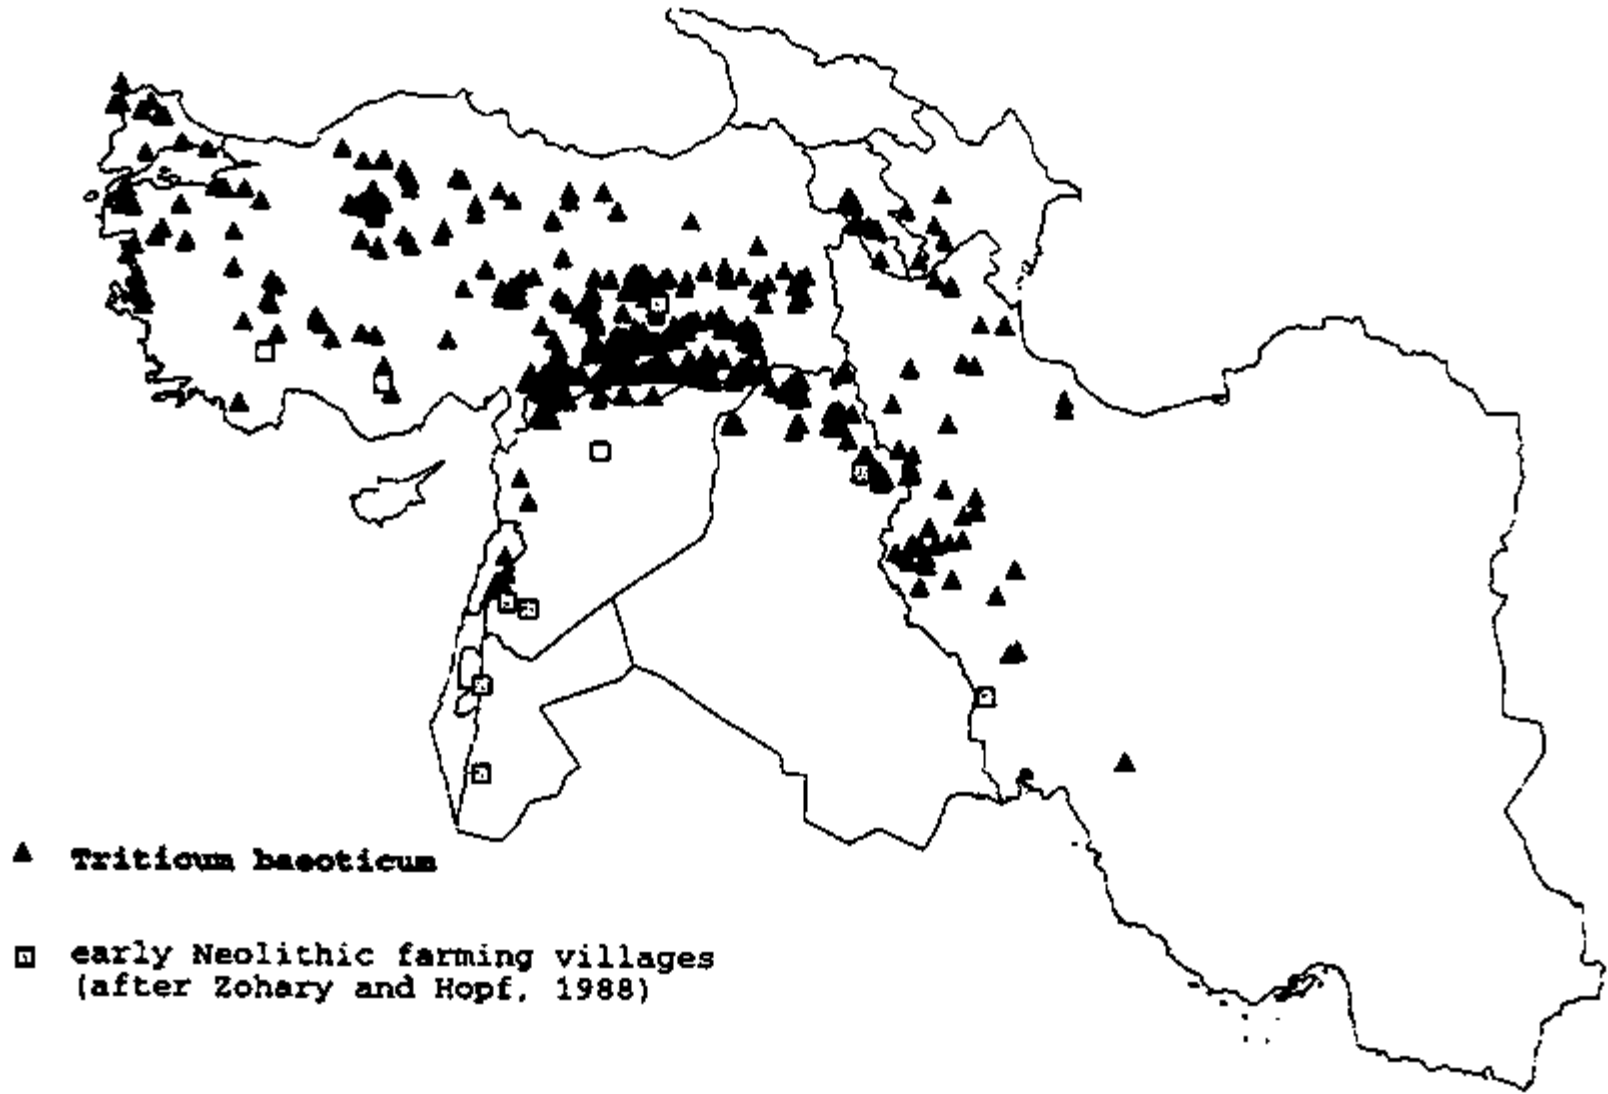 Triticum baeoticum
early Neolithic farming villages
(after Zohary and Hopf, 1988)